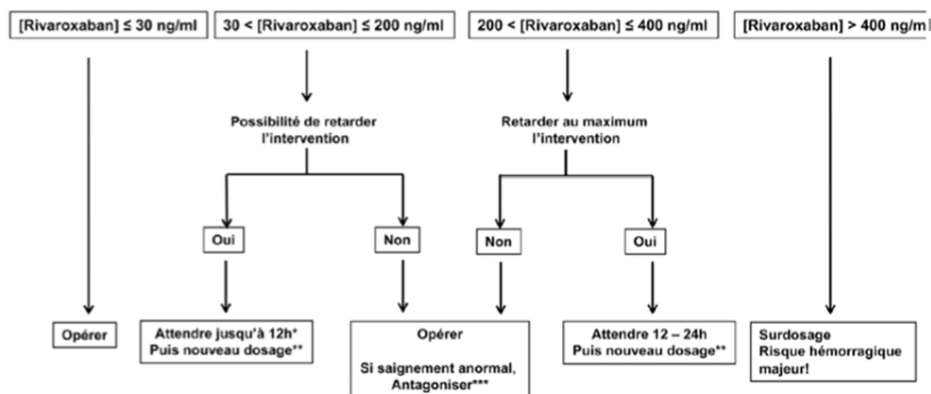 [Rivaroxaban] ≤ 30 ng/ml
30 < [Rivaroxaban] ≤ 200 ng/ml
200 < [Rivaroxaban] ≤ 400 ng/ml
[Rivaroxaban] > 400 ng/ml
Possibilité de retarder
l'intervention
Retarder au maximum
l'intervention
Oui
Non
Non
Oui
Opérer
Attendre jusqu'à 12h*
Puis nouveau dosage**
Opérer
Si saignement anormal,
Antagoniser***
Attendre 12 – 24h
Puis nouveau dosage**
Surdosage
Risque hémorragique
majeur!